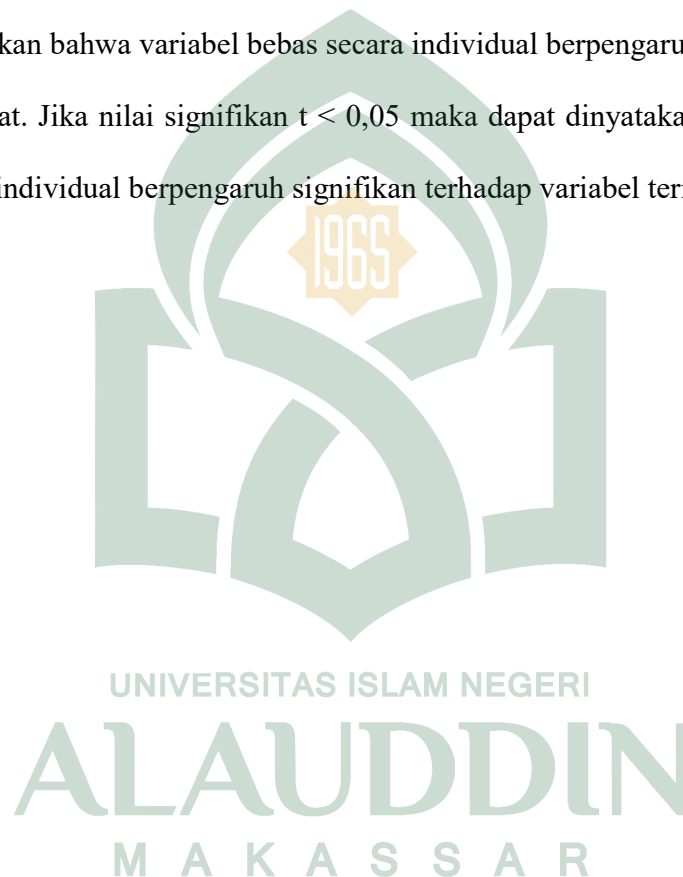 kan bahwa variabel bebas secara individual berpengaru
at. Jika nilai signifikan t < 0,05 maka dapat dinyataka
individual berpengaruh signifikan terhadap variabel ter
1965
UNIVERSITAS ISLAM NEGERI
ALAUDDIN
MAKASSAR